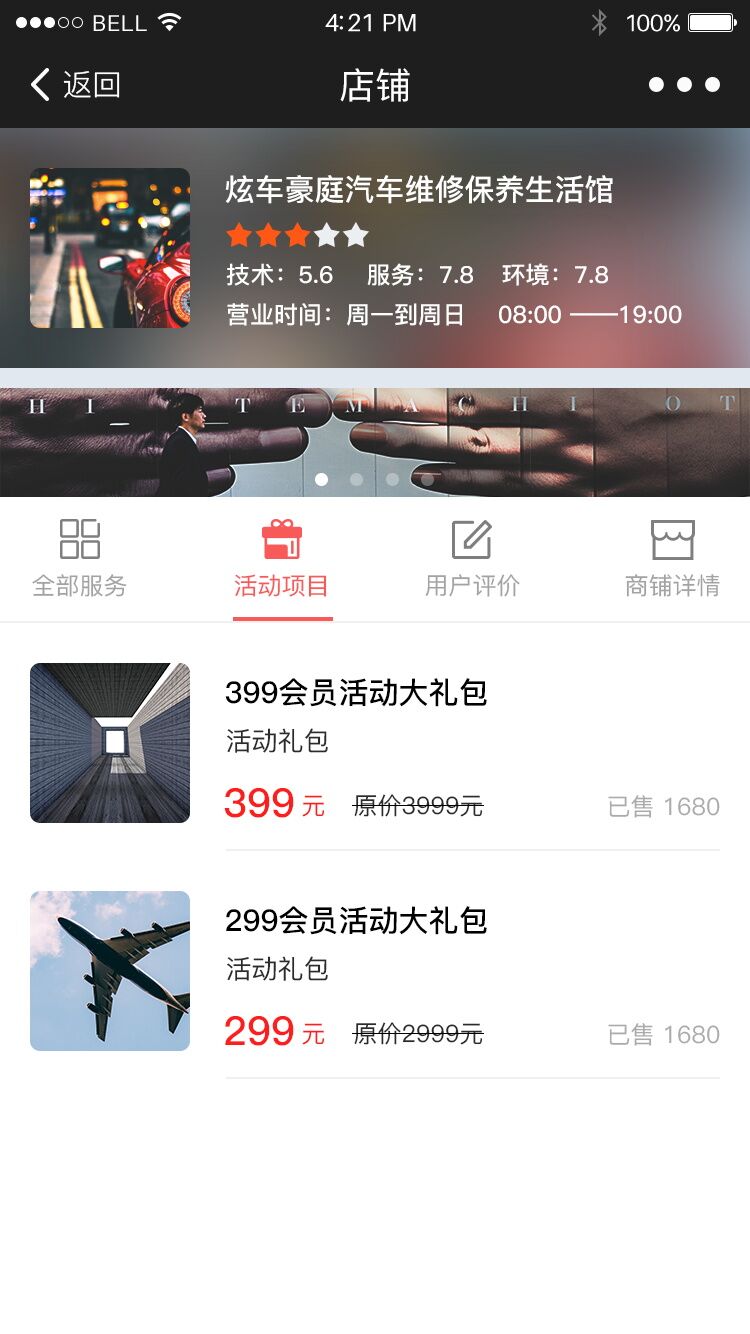 BELL 4:21 PM 100%
返回 店铺
炫车豪庭汽车维修保养生活馆
技术：5.6 服务：7.8 环境：7.8
营业时间：周一到周日 08:00 ——19:00
HI_TEMACHI OT
全部服务 活动项目 用户评价 商铺详情
399会员活动大礼包
活动礼包
399 元 原价3999元 已售 1680
299会员活动大礼包
活动礼包
299 元 原价2999元 已售 1680